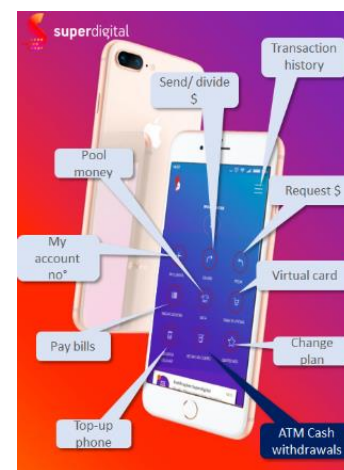 superdigital
Transaction
history
Send/ divide
$
Pool
money
Request $
My
account
no°
Virtual card
Pay bills
Change
plan
Top-up
phone
ATM Cash
withdrawals